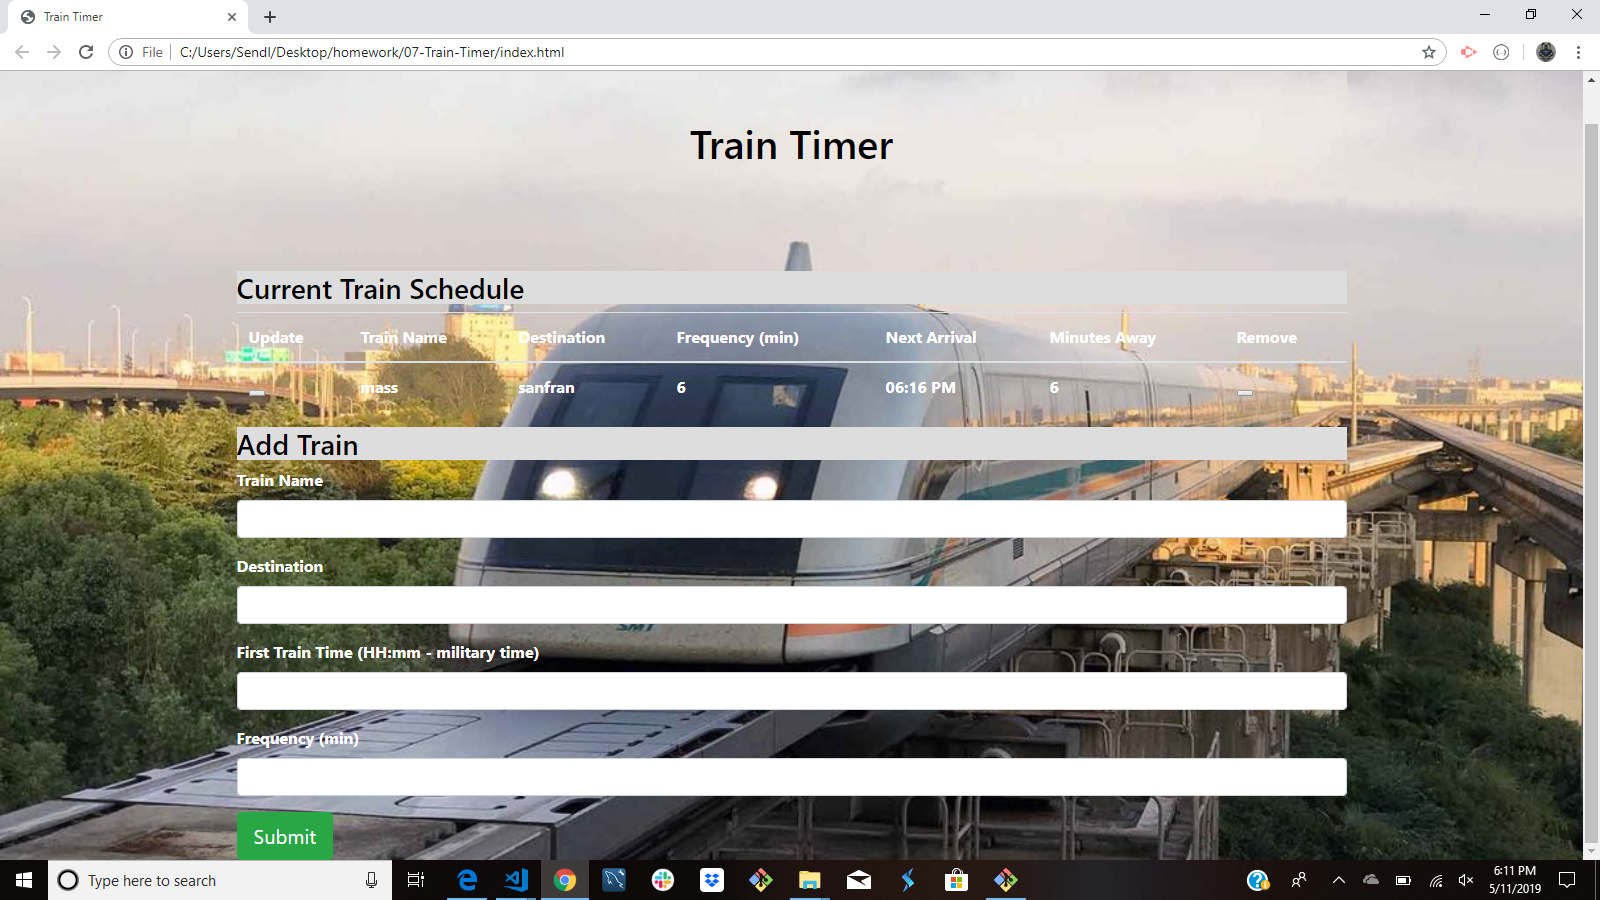 Train Timer
File
C:/Users/Sendl/Desktop/homework/07-Train-Timer/index.html
Train Timer
Current Train Schedule
Update Train Name Destination Frequency (min) Next Arrival Minutes Away Remove
mass sanfran 6 06:16 PM 6
Add Train
Train Name
Destination
SMT
First Train Time (HH:mm - military time)
Frequency (min)
Submit
Type here to search
6:11 PM
5/11/2019